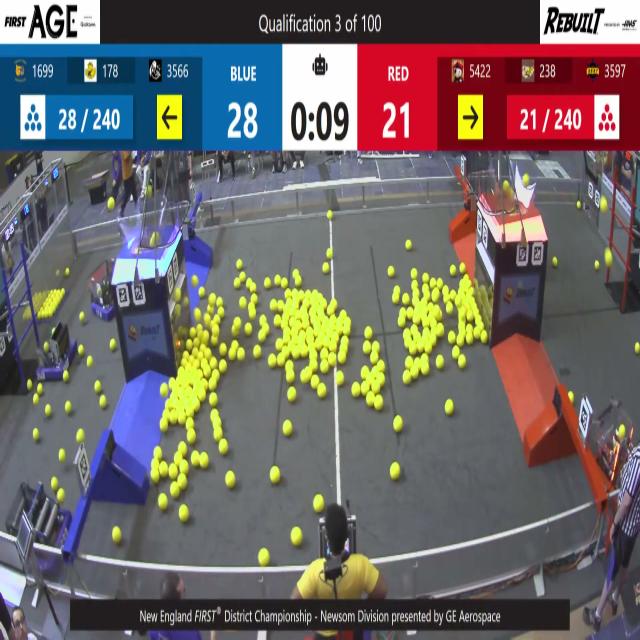 FIRST AGE
Qualification 3 of 100
REBUILT
1699 178 3566 BLUE RED 5422 238 3597
28 / 240 28 0:09 21 21 / 240
New England FIRST® District Championship - Newsom Division presented by GE Aerospace